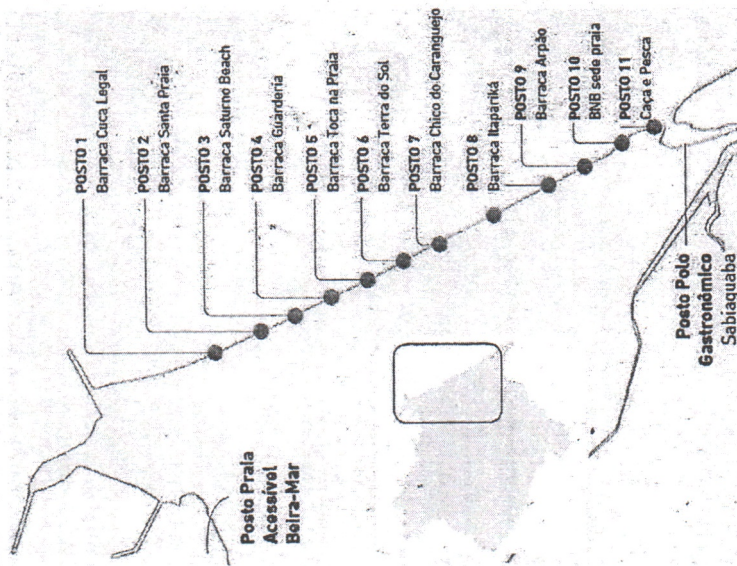 POSTO 1
Barraca Cuca Legal
POSTO 2
Barraca Santa Praia
POSTO 3
Barraca Saturno Beach
POSTO 4
Barraca Guarderia
POSTO 5
Barraca Toca na Praia
POSTO 6
Barraca Terra do Sol
POSTO 7
Barraca Chico do Caranguejo
POSTO 8
Barraca Itapariká
POSTO 9
Barraca Arpão
POSTO 10
BNB sede praia
POSTO 11
Caça e Pesca
Posto Praia
Acessível
Beira-Mar
Posto Polo
Gastronômico
Sabiaguaba